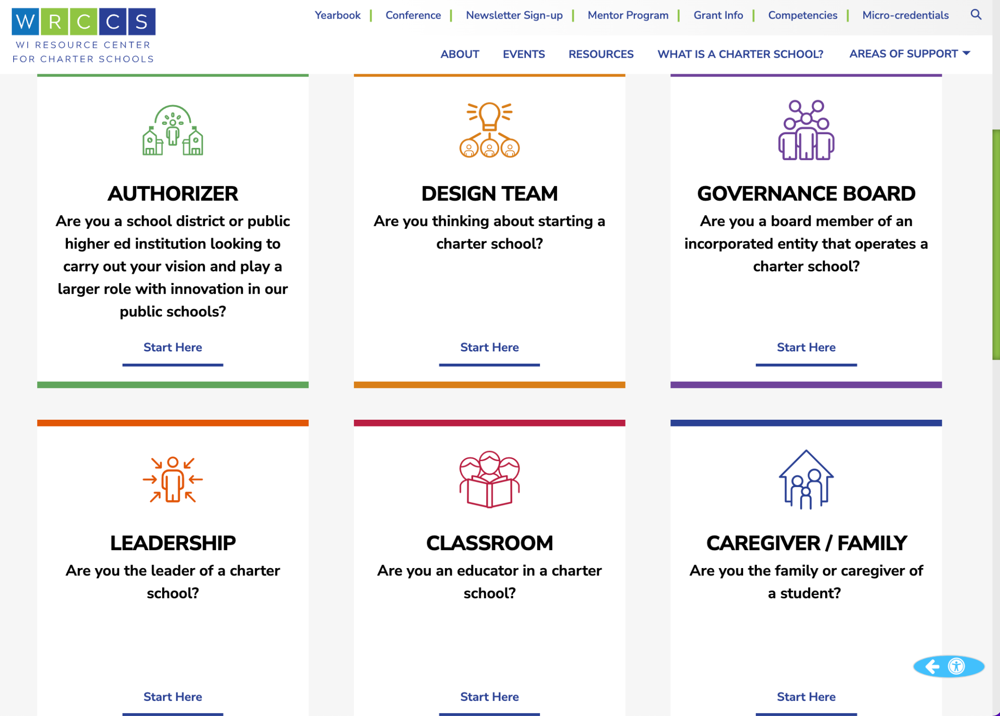 WRCCS
WI RESOURCE CENTER
FOR CHARTER SCHOOLS
Yearbook
Conference
Newsletter Sign-up
Mentor Program
Grant Info
Competencies
Micro-credentials
ABOUT
EVENTS
RESOURCES
WHAT IS A CHARTER SCHOOL?
AREAS OF SUPPORT
AUTHORIZER
Are you a school district or public
higher ed institution looking to
carry out your vision and play a
larger role with innovation in our
public schools?
Start Here
DESIGN TEAM
Are you thinking about starting a
charter school?
Start Here
GOVERNANCE BOARD
Are you a board member of an
incorporated entity that operates a
charter school?
Start Here
LEADERSHIP
Are you the leader of a charter
school?
Start Here
CLASSROOM
Are you an educator in a charter
school?
Start Here
CAREGIVER / FAMILY
Are you the family or caregiver of
a student?
Start Here